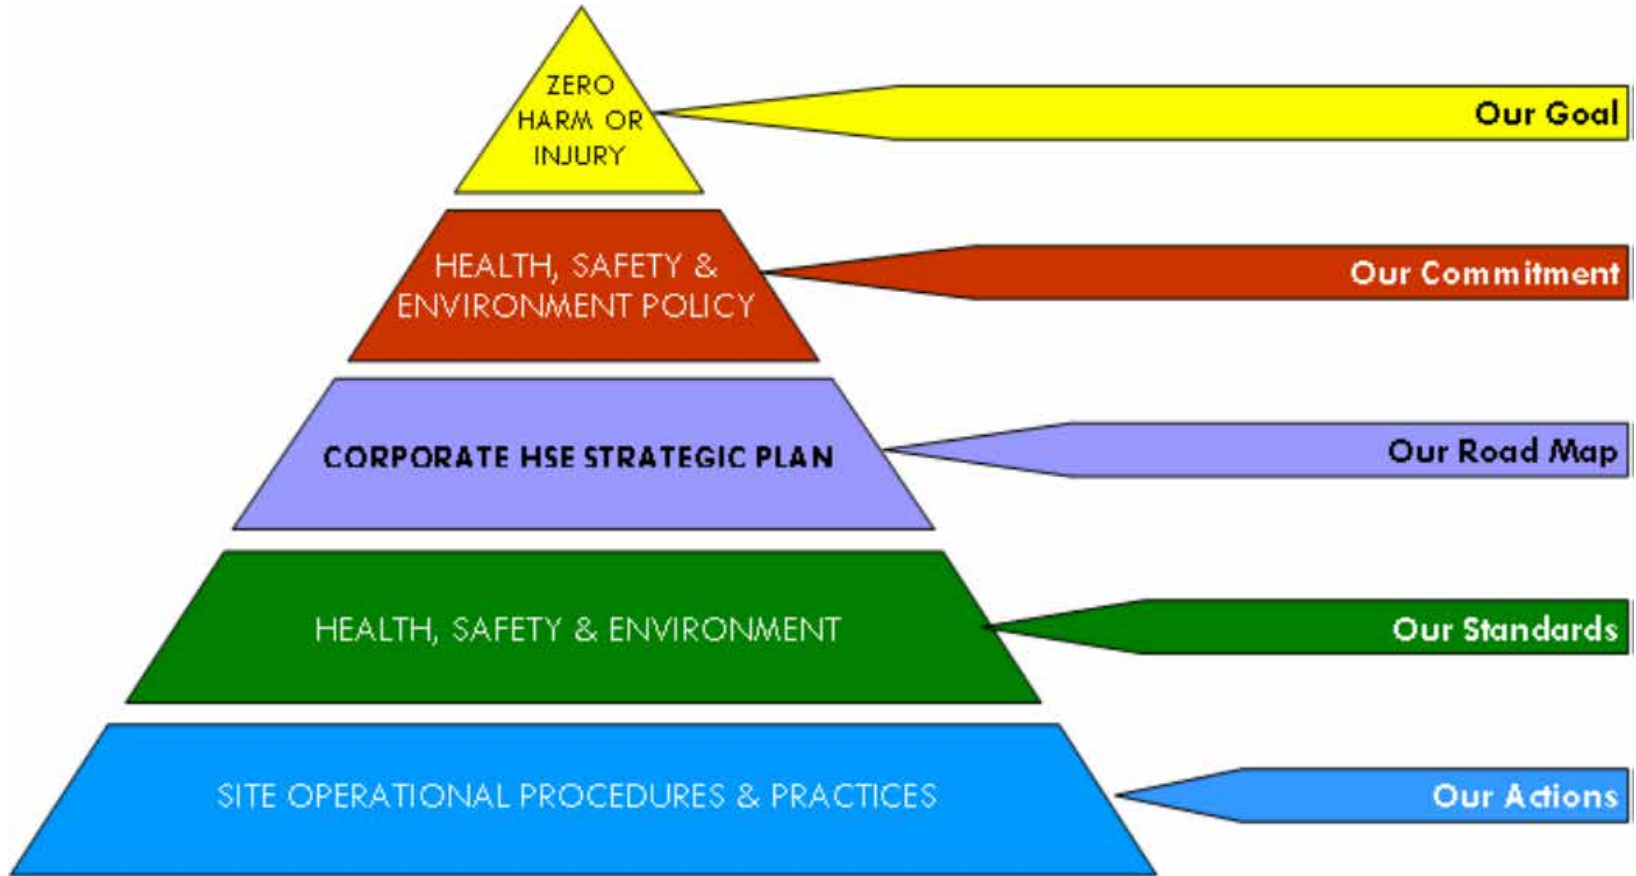 ZERO
HARM OR
INJURY
Our Goal
HEALTH, SAFETY &
ENVIRONMENT POLICY
Our Commitment
CORPORATE HSE STRATEGIC PLAN
Our Road Map
HEALTH, SAFETY & ENVIRONMENT
Our Standards
SITE OPERATIONAL PROCEDURES & PRACTICES
Our Actions